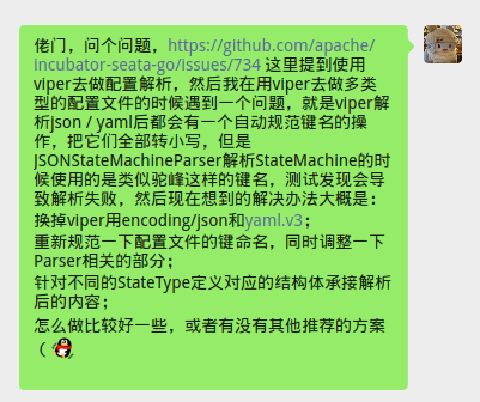 佬门，问个问题，https://github.com/apache/
incubator-seata-go/issues/734 这里提到使用
viper去做配置解析，然后我在用viper去做多类
型的配置文件的时候遇到一个问题，就是viper解
析json / yaml后都会有一个自动规范键名的操
作，把它们全部转小写，但是
JSONStateMachineParser解析StateMachine的时
候使用的是类似驼峰这样的键名，测试发现会导
致解析失败，然后现在想到的解决办法大概是：
换掉viper用encoding/json和yaml.v3；
重新规范一下配置文件的键命名，同时调整一下
Parser相关的部分；
针对不同的StateType定义对应的结构体承接解析
后的内容；
怎么做比较好一些，或者有没有其他推荐的方案
（